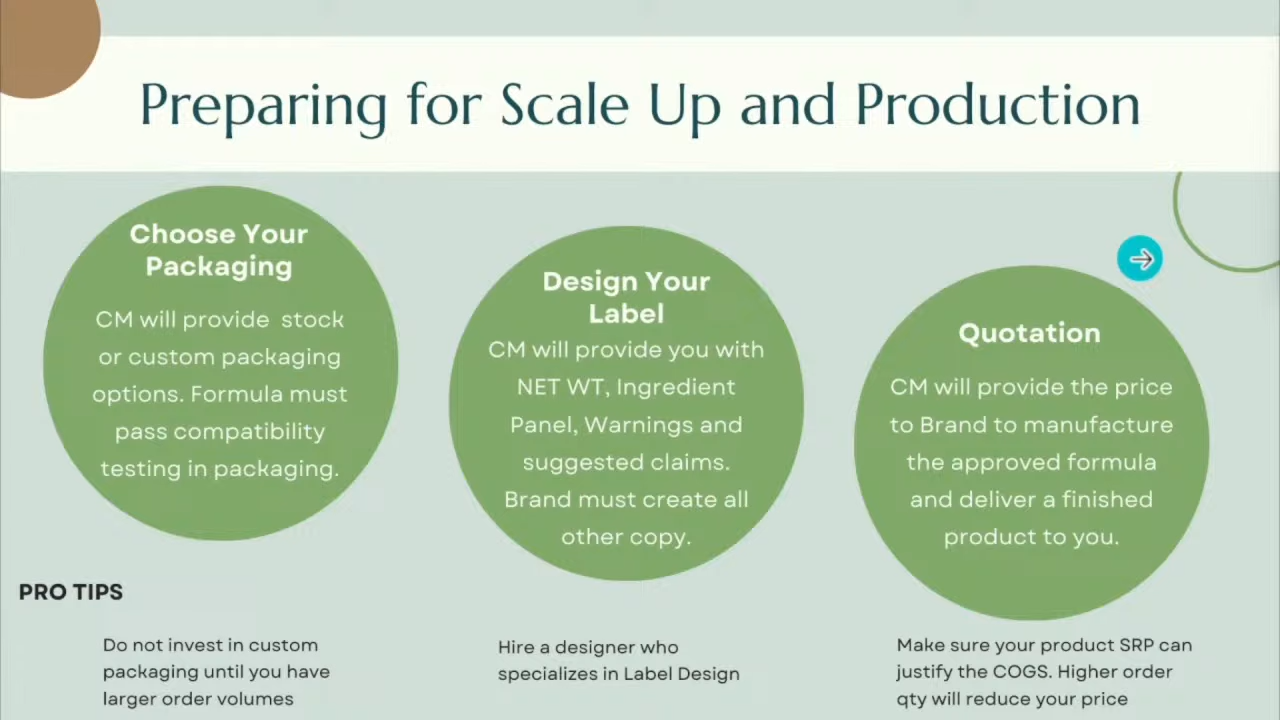 Preparing for Scale Up and Production
Choose Your
Packaging
CM will provide stock
or custom packaging
options. Formula must
pass compatibility
testing in packaging.
Design Your
Label
CM will provide you with
NET WT, Ingredient
Panel, Warnings and
suggested claims.
Brand must create all
other copy.
Quotation
CM will provide the price
to Brand to manufacture
the approved formula
and deliver a finished
product to you.
PRO TIPS
Do not invest in custom
packaging until you have
larger order volumes
Hire a designer who
specializes in Label Design
Make sure your product SRP can
justify the COGS. Higher order
qty will reduce your price